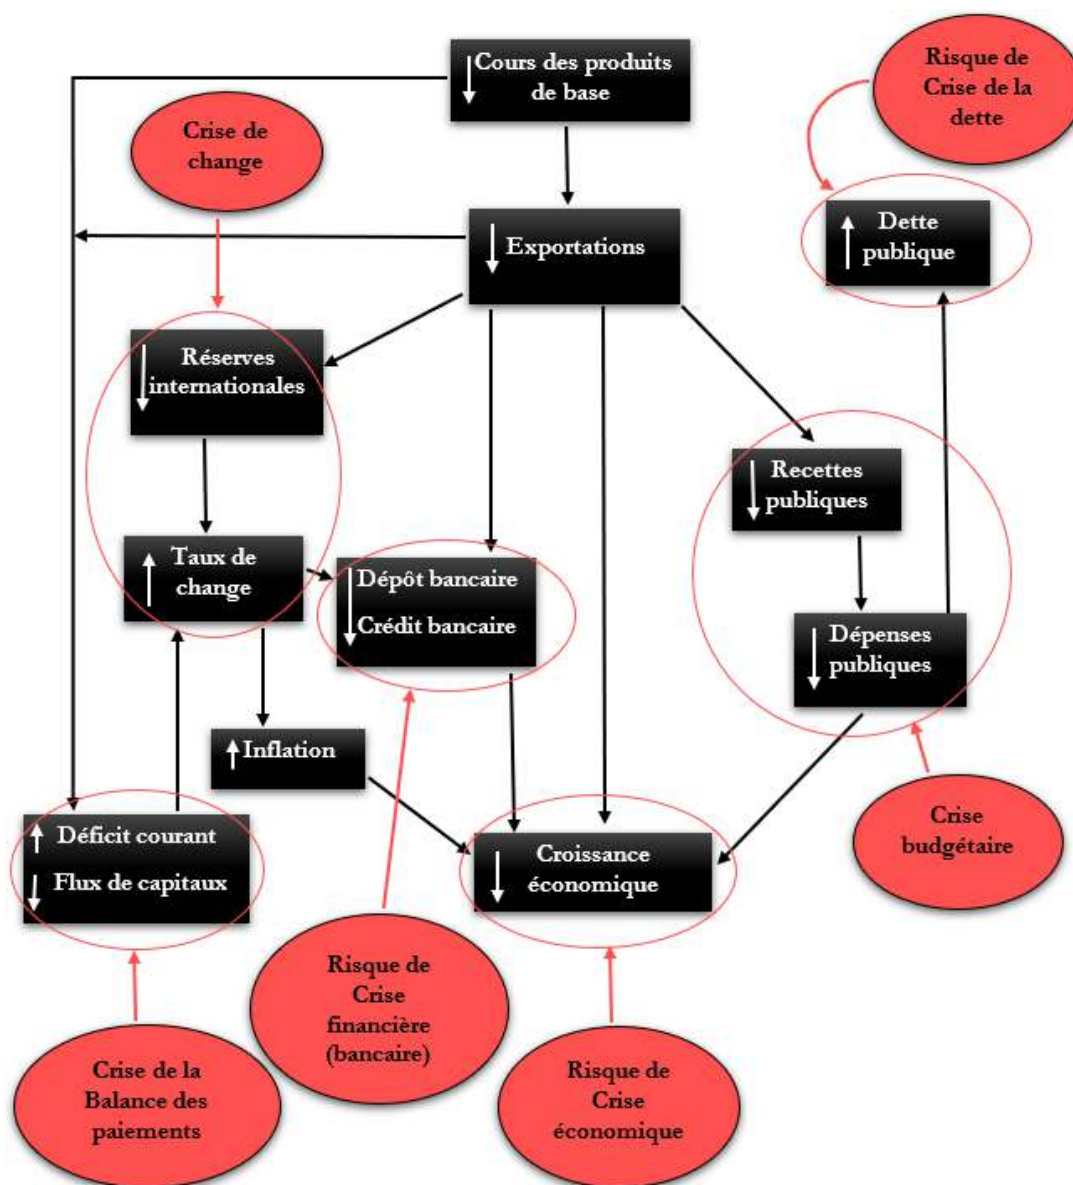 Cours des produits
de base
Risque de
Crise de la
dette
Crise de
change
Exportations
Dette
publique
Réserves
internationales
Recettes
publiques
Taux de
change
Dépôt bancaire
Crédit bancaire
Dépenses
publiques
Inflation
Déficit courant
Flux de capitaux
Croissance
économique
Crise
budgétaire
Risque de
Crise
financière
(bancaire)
Crise de la
Balance des
paiements
Risque de
Crise
économique